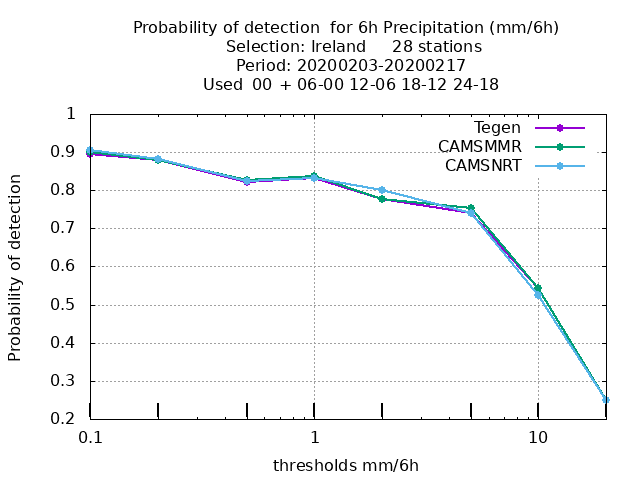 Probability of detection  for 6h Precipitation (mm/6h)
Selection: Ireland     28 stations
Period: 20200203-20200217
Used  00  + 06-00 12-06 18-12 24-18
Tegen
CAMSMMR
CAMSNRT
Probability of detection
1
0.9
0.8
0.7
0.6
0.5
0.4
0.3
0.2
0.1 1 10
thresholds mm/6h